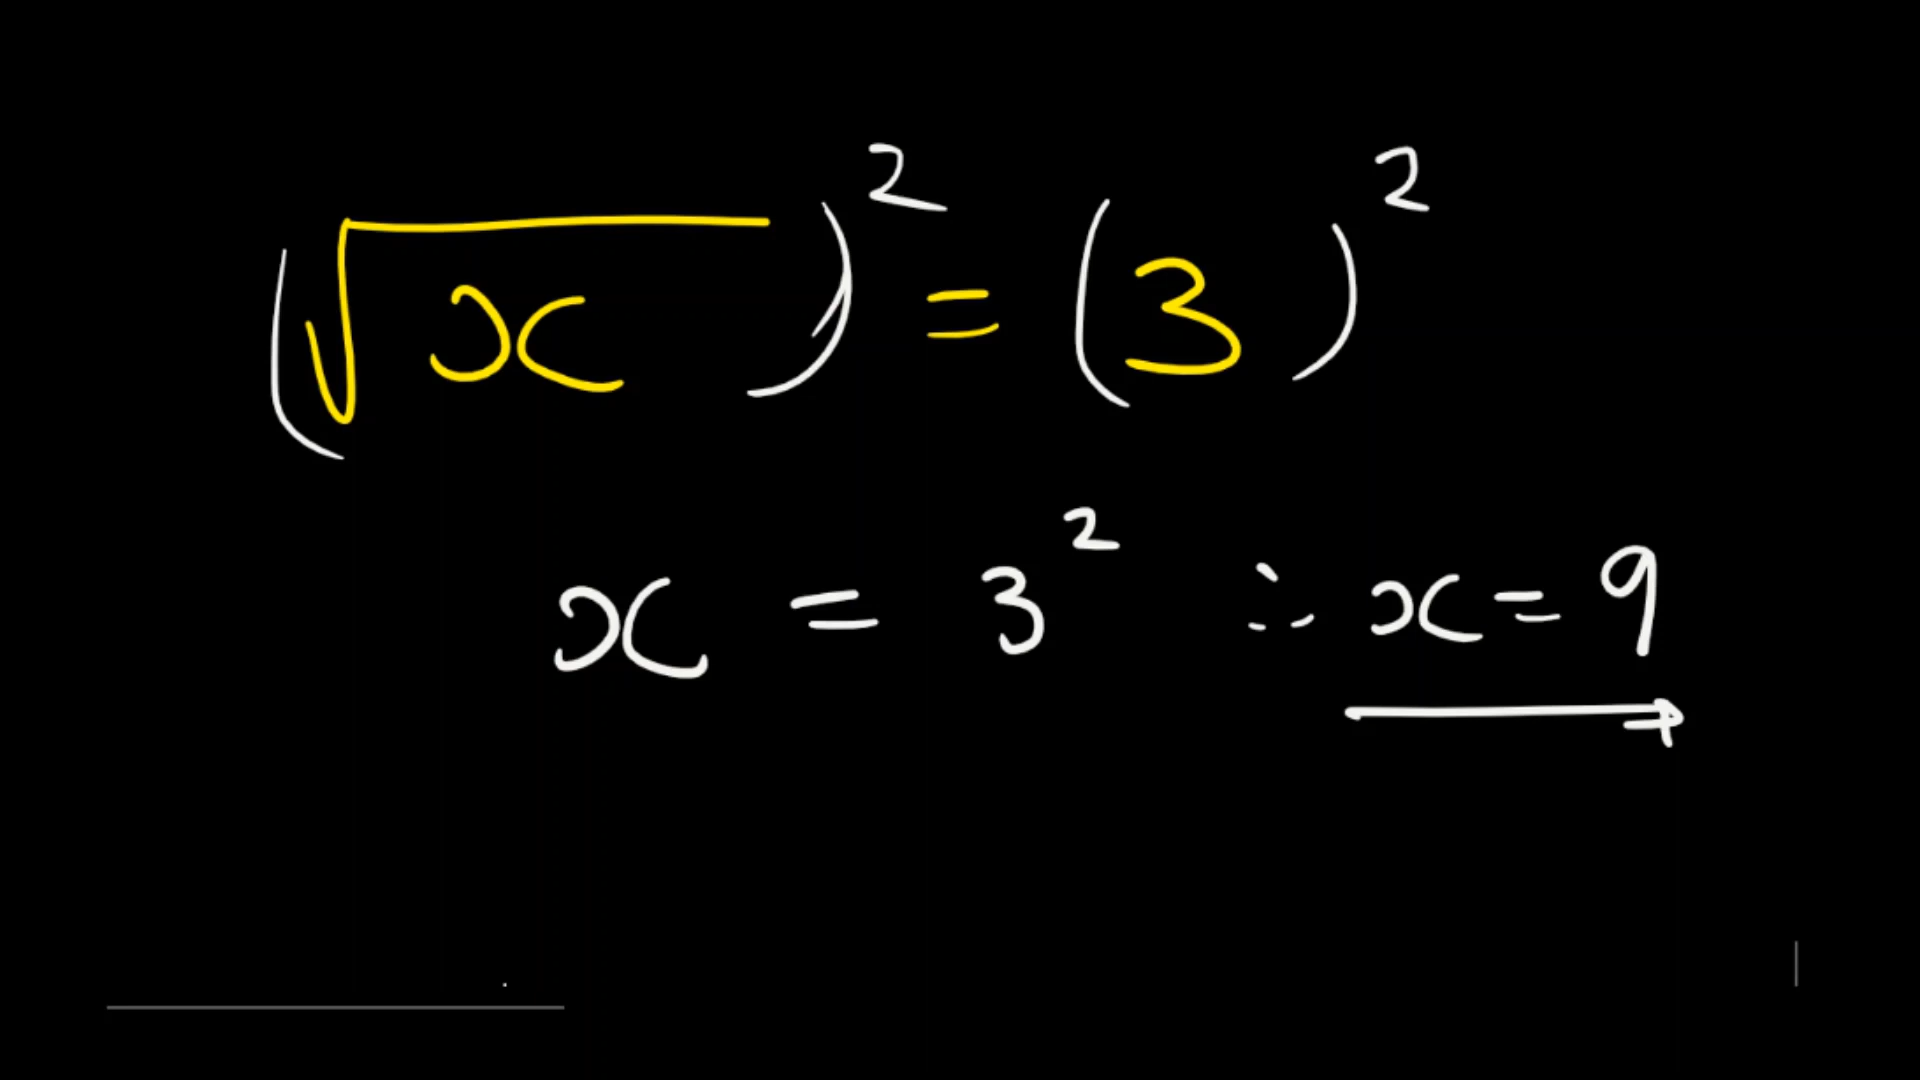 (√x)² = (3)²
x = 3² ∴ x = 9